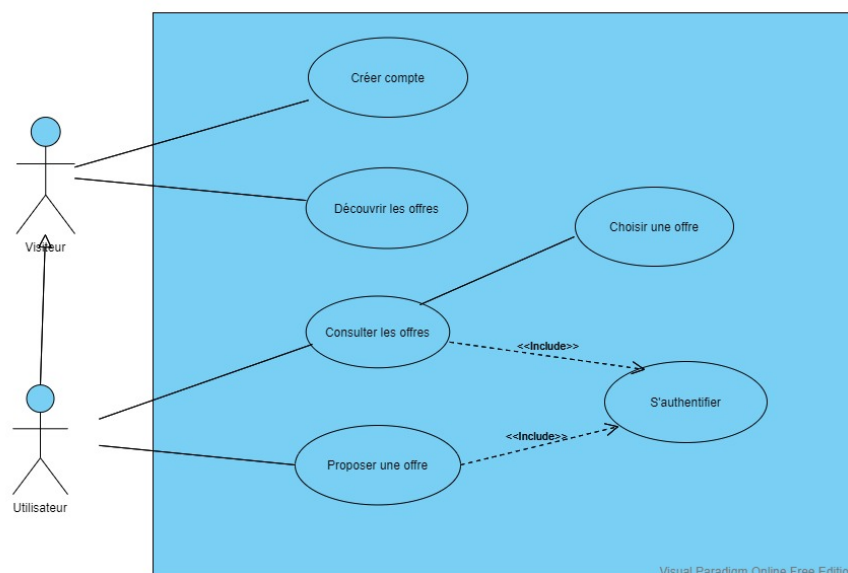 Créer compte
Découvrir les offres
Choisir une offre
Visiteur
Consulter les offres
<<Include>>
S'authentifier
<<Include>>
Proposer une offre
Utilisateur
Visual Paradigm Online Free Edition